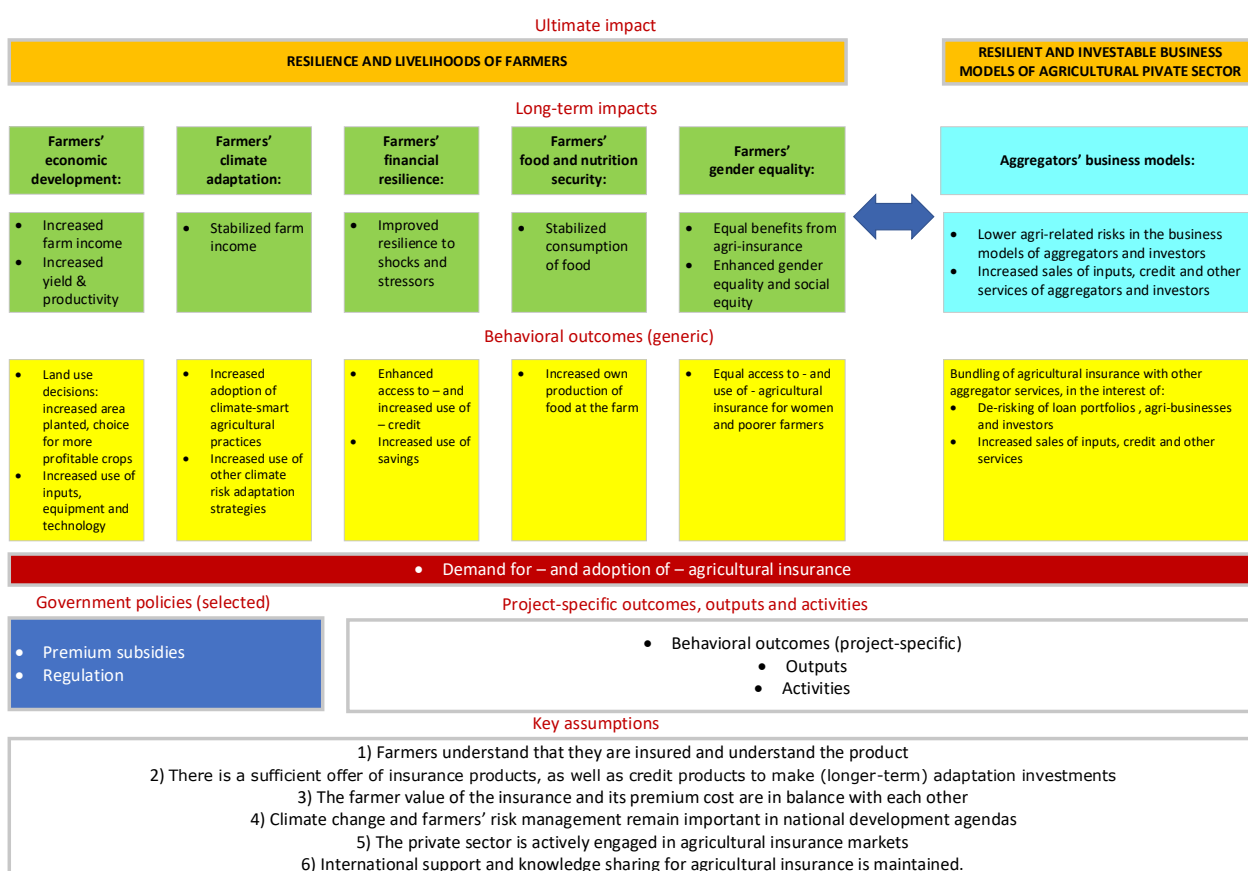 Ultimate impact
RESILIENCE AND LIVELIHOODS OF FARMERS
RESILIENT AND INVESTABLE BUSINESS
MODELS OF AGRICULTURAL PIVATE SECTOR
Long-term impacts
Farmers’
economic
development:
Farmers’
climate
adaptation:
Farmers’
financial
resilience:
Farmers’
food and nutrition
security:
Farmers’
gender equality:
Aggregators’ business models:
• Increased
farm income
• Increased
yield &
productivity
• Stabilized farm
income
• Improved
resilience to
shocks and
stressors
• Stabilized
consumption
of food
• Equal benefits from
agri-insurance
• Enhanced gender
equality and social
equity
• Lower agri-related risks in the business
models of aggregators and investors
• Increased sales of inputs, credit and other
services of aggregators and investors
Behavioral outcomes (generic)
• Land use
decisions:
increased area
planted, choice
for more
profitable crops
• Increased use of
inputs,
equipment and
technology
• Increased
adoption of
climate-smart
agricultural
practices
• Increased use of
other climate
risk adaptation
strategies
• Enhanced
access to – and
increased use of
– credit
• Increased use of
savings
• Increased own
production of
food at the farm
• Equal access to - and
use of - agricultural
insurance for women
and poorer farmers
Bundling of agricultural insurance with other
aggregator services, in the interest of:
• De-risking of loan portfolios , agri-businesses
and investors
• Increased sales of inputs, credit and other
services
• Demand for – and adoption of – agricultural insurance
Government policies (selected)
• Premium subsidies
• Regulation
Project-specific outcomes, outputs and activities
• Behavioral outcomes (project-specific)
• Outputs
• Activities
Key assumptions
1) Farmers understand that they are insured and understand the product
2) There is a sufficient offer of insurance products, as well as credit products to make (longer-term) adaptation investments
3) The farmer value of the insurance and its premium cost are in balance with each other
4) Climate change and farmers’ risk management remain important in national development agendas
5) The private sector is actively engaged in agricultural insurance markets
6) International support and knowledge sharing for agricultural insurance is maintained.